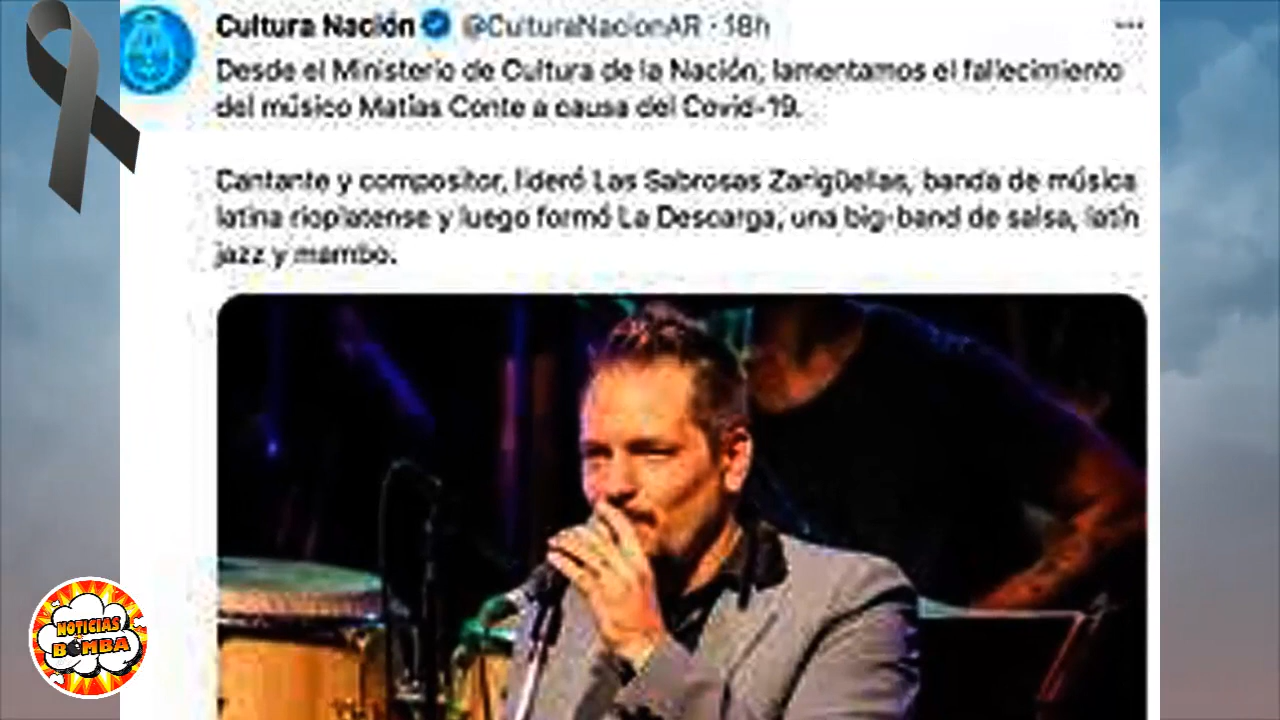 Cultura Nación @CulturaNacionAR · 18h
Desde el Ministerio de Cultura de la Nación, lamentamos el fallecimiento
del músico Matías Conte a causa del Covid-19.
Cantante y compositor, lideró Las Sabrosas Zarigüellas, banda de música
latina rioplatense y luego formó La Descarga, una big-band de salsa, latin
jazz y mambo.
NOTICIAS
BOMBA